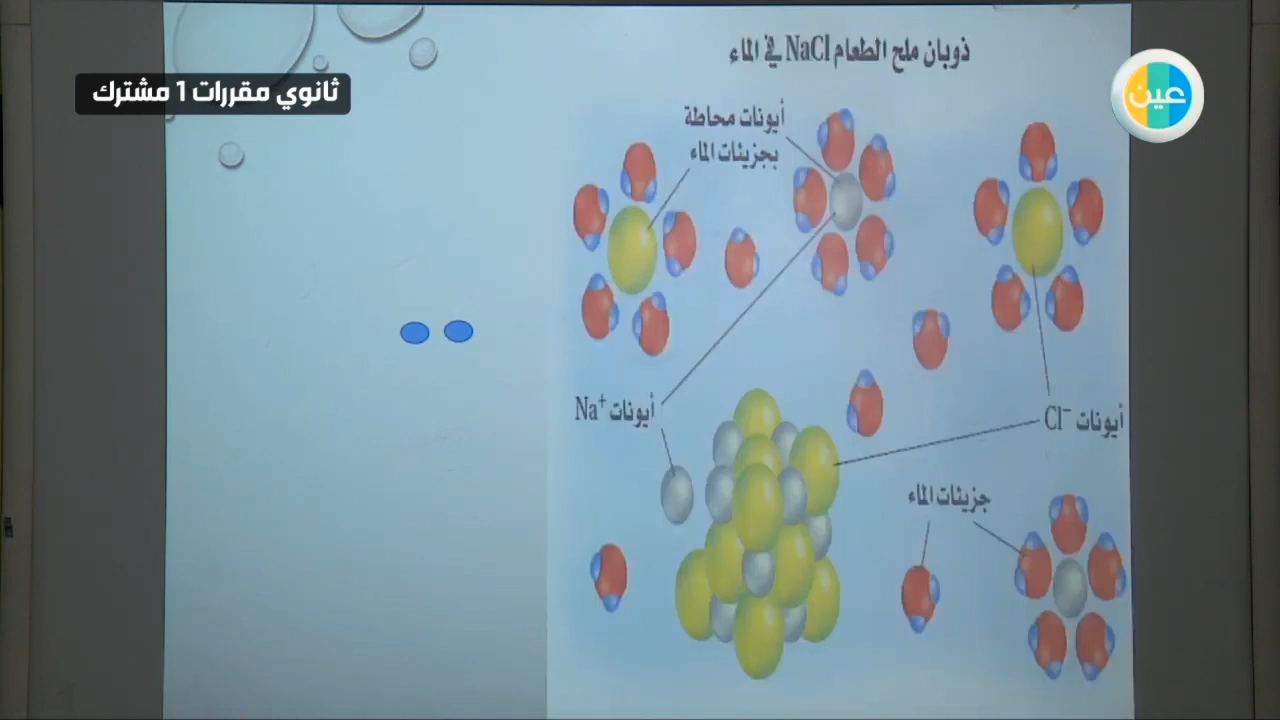 ذوبان ملح الطعام NaCl في الماء
ثانوي مقررات 1 مشترك
عين
أيونات محاطة
بجزيئات الماء
أيونات Na⁺
أيونات Cl⁻
جزيئات الماء